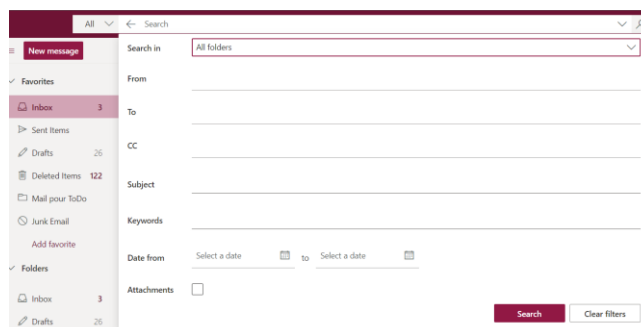 All
Search
New message
Search in
All folders
Favorites
From
Inbox 3
To
Sent Items
Drafts 26
CC
Deleted Items 122
Subject
Mail pour ToDo
Junk Email
Keywords
Add favorite
Date from
Select a date
to
Select a date
Folders
Attachments
Inbox 3
Search
Clear filters
Drafts 26